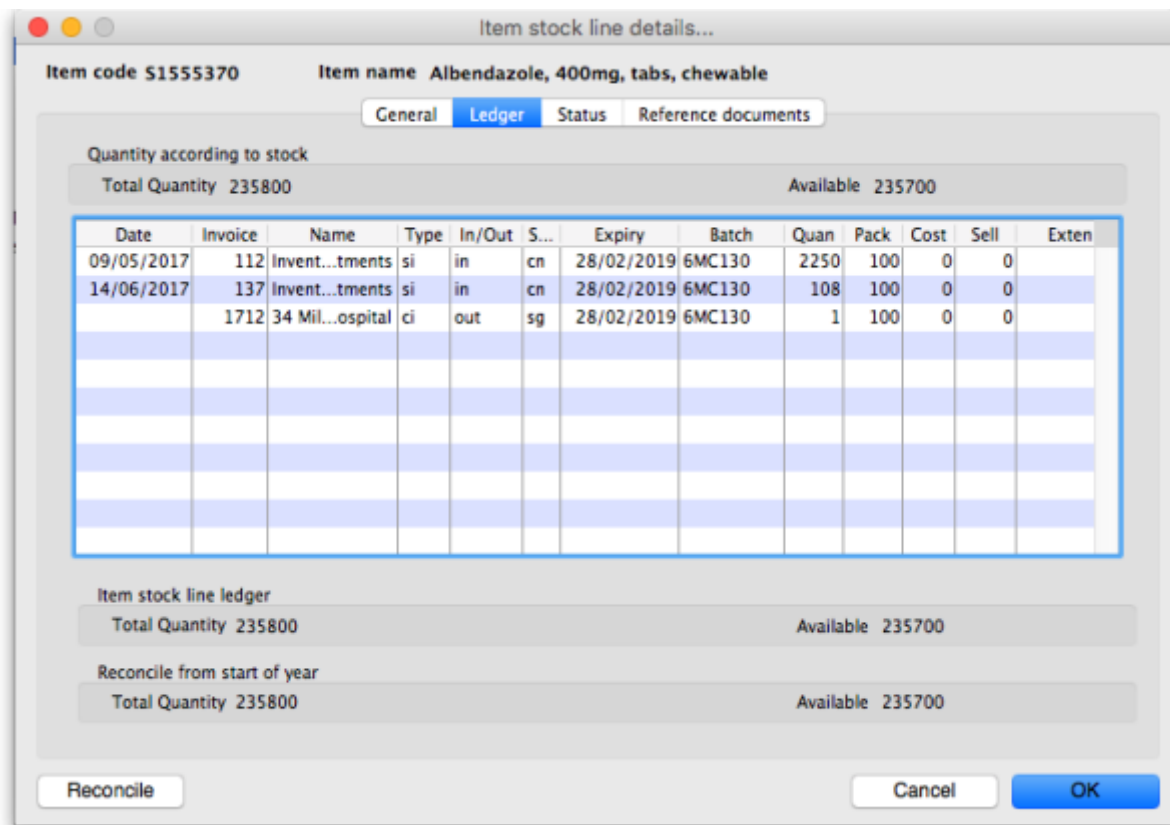 Item stock line details...
Item code S1555370 Item name Albendazole, 400mg, tabs, chewable
General Ledger Status Reference documents
Quantity according to stock
Total Quantity 235800 Available 235700
Date Invoice Name Type In/Out S... Expiry Batch Quan Pack Cost Sell Exten
09/05/2017 112 Invent...tments si in cn 28/02/2019 6MC130 2250 100 0 0
14/06/2017 137 Invent...tments si in cn 28/02/2019 6MC130 108 100 0 0
1712 34 Mil...ospital ci out sg 28/02/2019 6MC130 1 100 0 0
Item stock line ledger
Total Quantity 235800 Available 235700
Reconcile from start of year
Total Quantity 235800 Available 235700
Reconcile Cancel OK